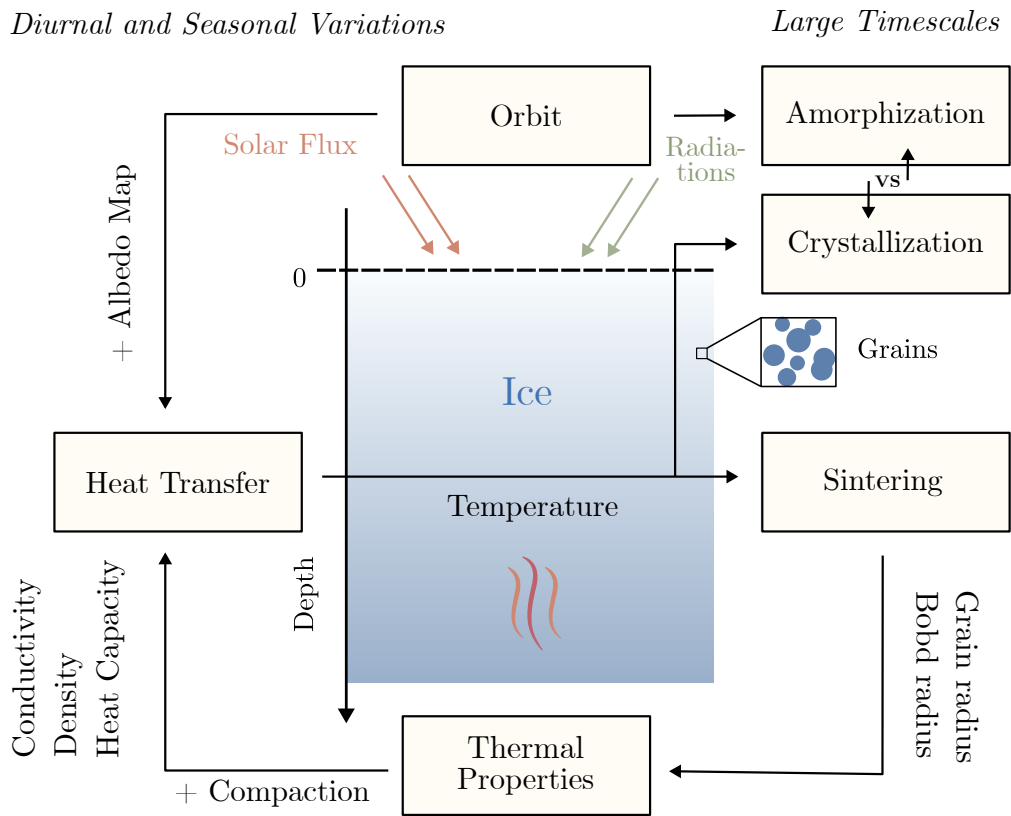 Diurnal and Seasonal Variations
Large Timescales
Orbit
Amorphization
Solar Flux
Radia-
tions
vs
+ Albedo Map
Crystallization
0
Grains
Ice
Heat Transfer
Sintering
Temperature
Depth
Conductivity
Density
Heat Capacity
Grain radius
Bobd radius
Thermal
Properties
+ Compaction